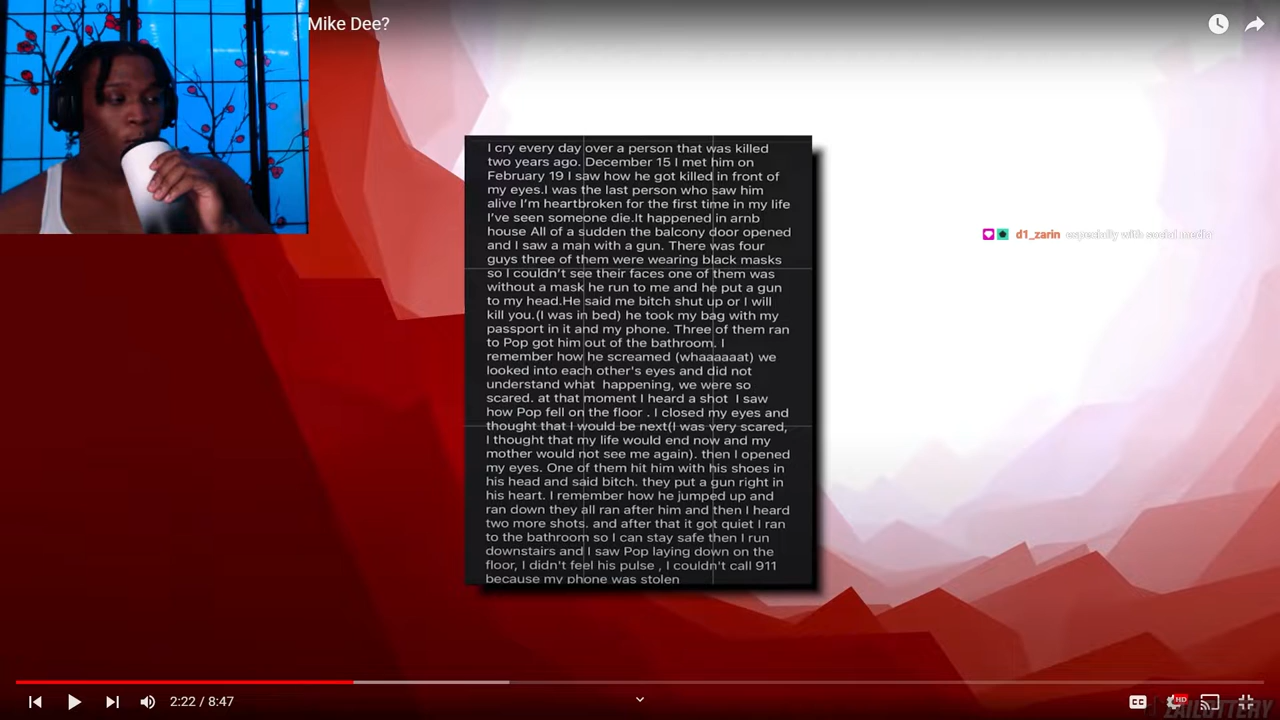 Mike Dee?
I cry every day over a person that was killed
two years ago. December 15 I met him on
February 19 I saw how he got killed in front of
my eyes.I was the last person who saw him
alive I'm heartbroken for the first time in my life
I've seen someone die.It happened in arnb
house All of a sudden the balcony door opened
and I saw a man with a gun. There was four
guys three of them were wearing black masks
so I couldn't see their faces one of them was
without a mask he run to me and he put a gun
to my head.He said me bitch shut up or I will
kill you.(I was in bed) he took my bag with my
passport in it and my phone. Three of them ran
to Pop got him out of the bathroom. I
remember how he screamed (whaaaaaat) we
looked into each other's eyes and did not
understand what happening, we were so
scared. at that moment I heard a shot I saw
how Pop fell on the floor . I closed my eyes and
thought that I would be next(I was very scared,
I thought that my life would end now and my
mother would not see me again). then I opened
my eyes. One of them hit him with his shoes in
his head and said bitch. they put a gun right in
his heart. I remember how he jumped up and
ran down they all ran after him and then I heard
two more shots. and after that it got quiet I ran
to the bathroom so I can stay safe then I run
downstairs and I saw Pop laying down on the
floor, I didn't feel his pulse , I couldn't call 911
because my phone was stolen
d1_zarin especially with social media
2:22 / 8:47
CC
HD